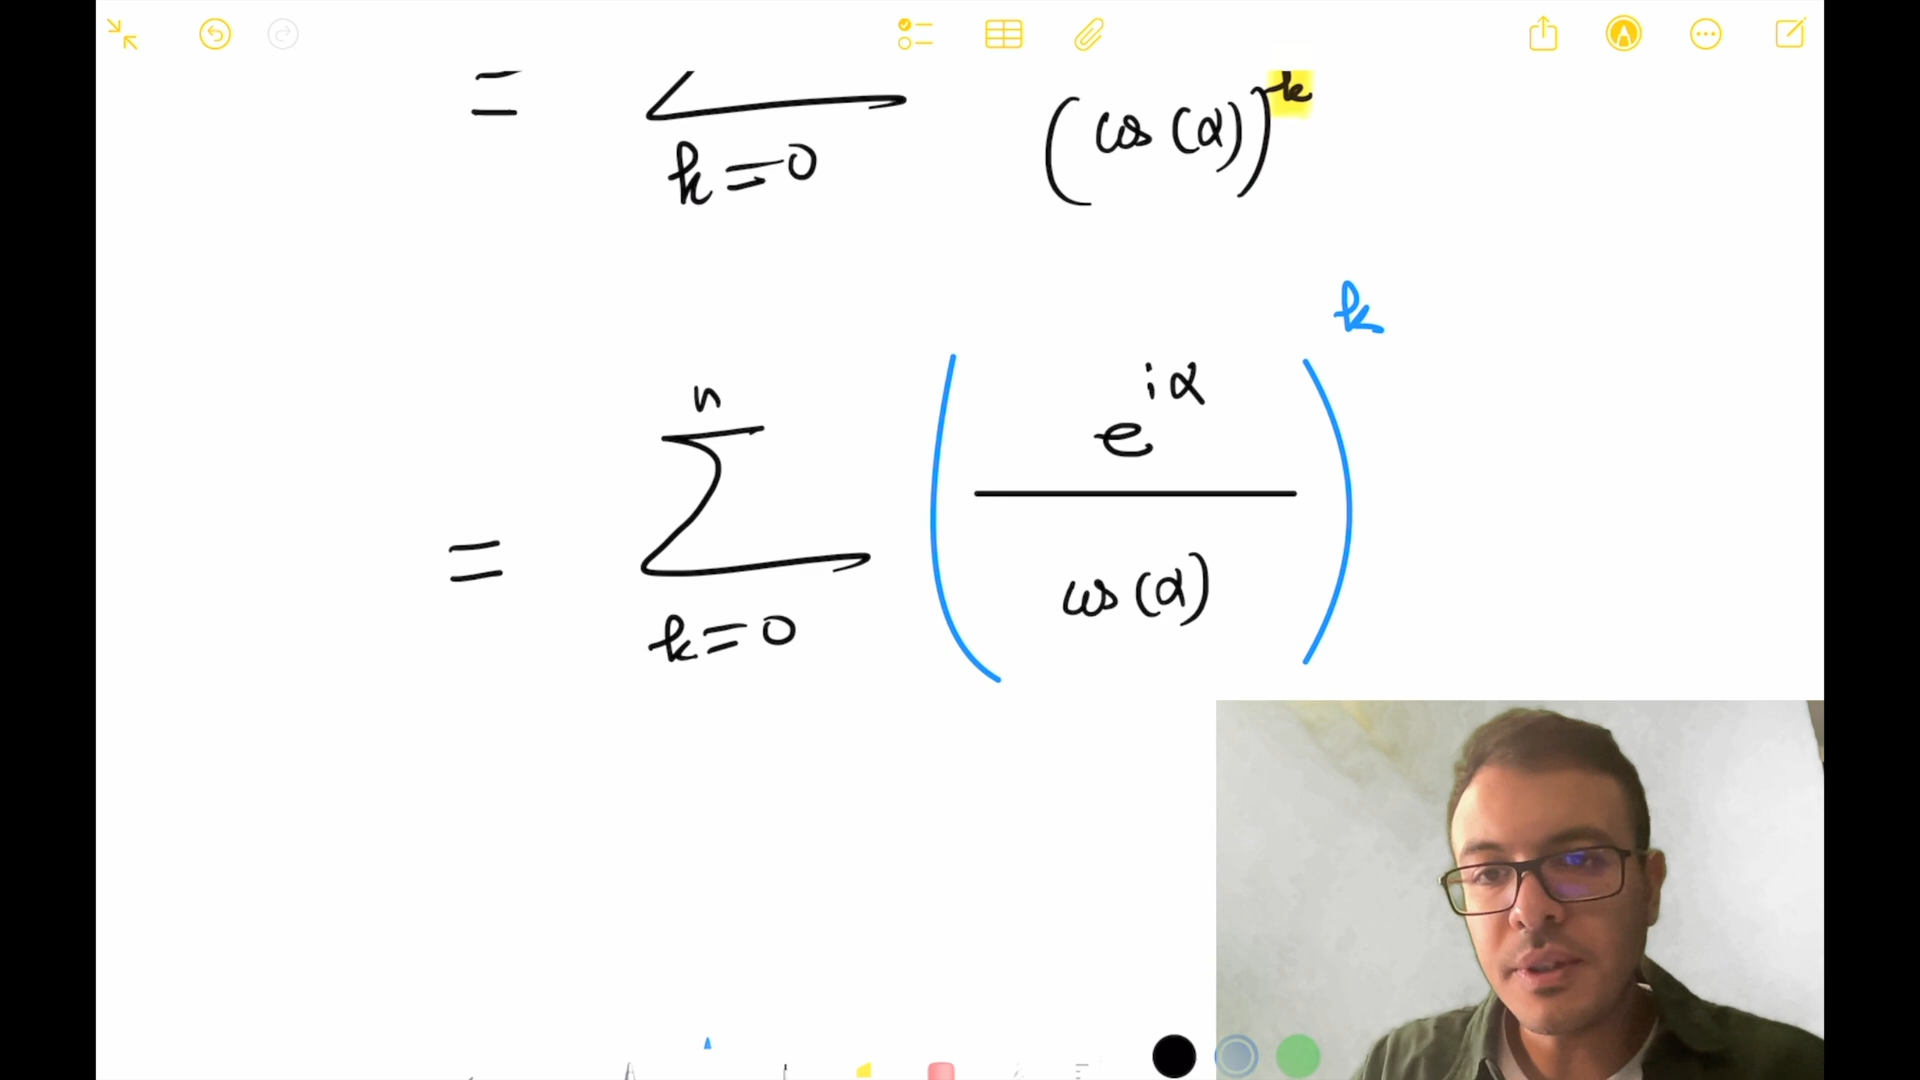 =
k=0
(cos(α))^k
n
= ∑ (e^{iα} / cos(α))^k
k=0